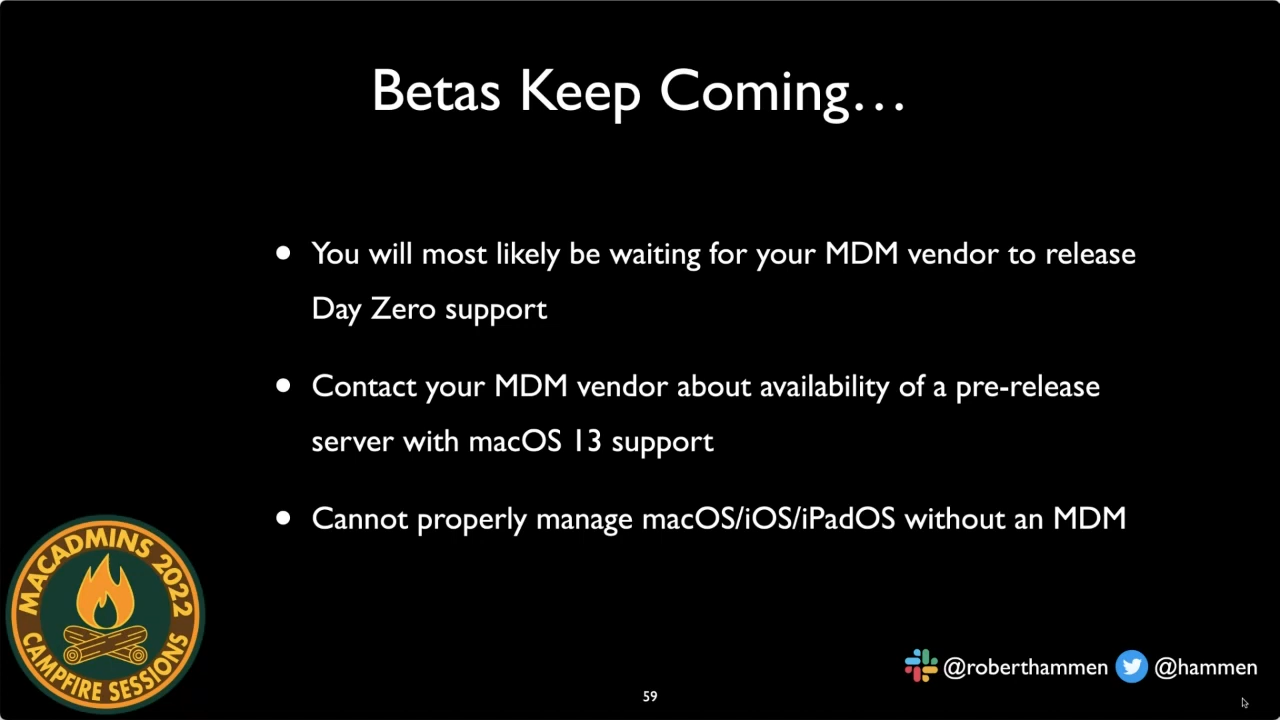 Betas Keep Coming…
• You will most likely be waiting for your MDM vendor to release
Day Zero support
• Contact your MDM vendor about availability of a pre-release
server with macOS 13 support
• Cannot properly manage macOS/iOS/iPadOS without an MDM
MACADMINS 2022
CAMPFIRE SESSIONS
@roberthammen @hammen
59